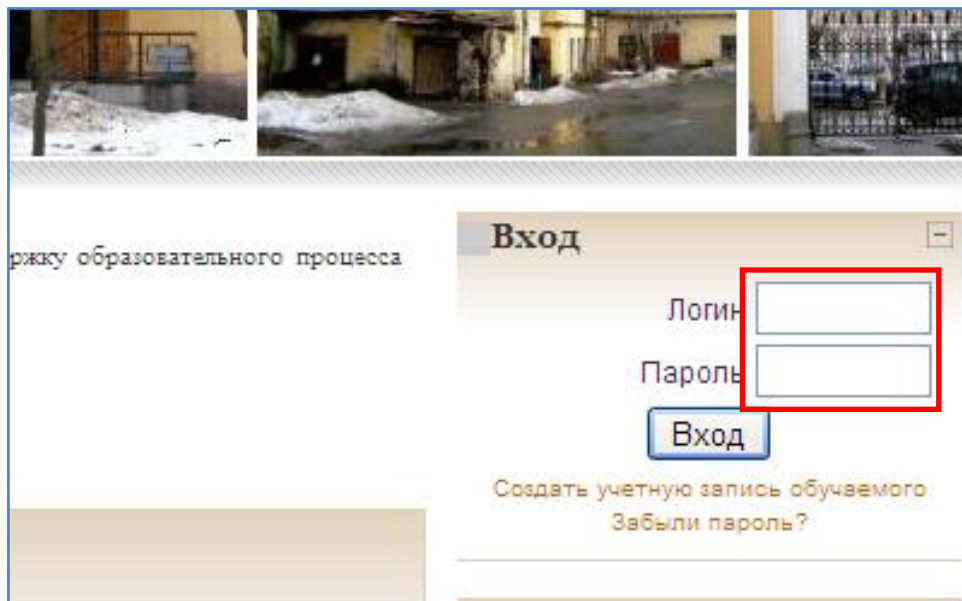 ржку образовательного процесса
Вход
Логин
Пароль
Вход
Создать учетную запись обучаемого
Забыли пароль?